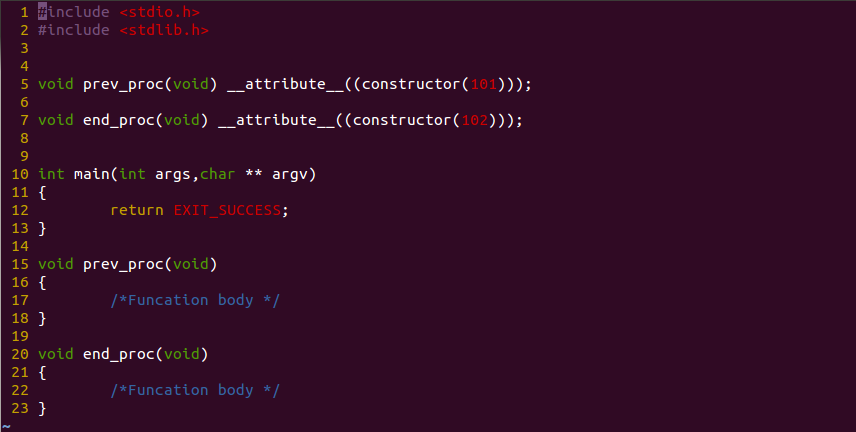 1 #include <stdio.h>
2 #include <stdlib.h>
3
4
5 void prev_proc(void) __attribute__((constructor(101)));
6
7 void end_proc(void) __attribute__((constructor(102)));
8
9
10 int main(int args,char ** argv)
11 {
12         return EXIT_SUCCESS;
13 }
14
15 void prev_proc(void)
16 {
17         /*Funcation body */
18 }
19
20 void end_proc(void)
21 {
22         /*Funcation body */
23 }
~